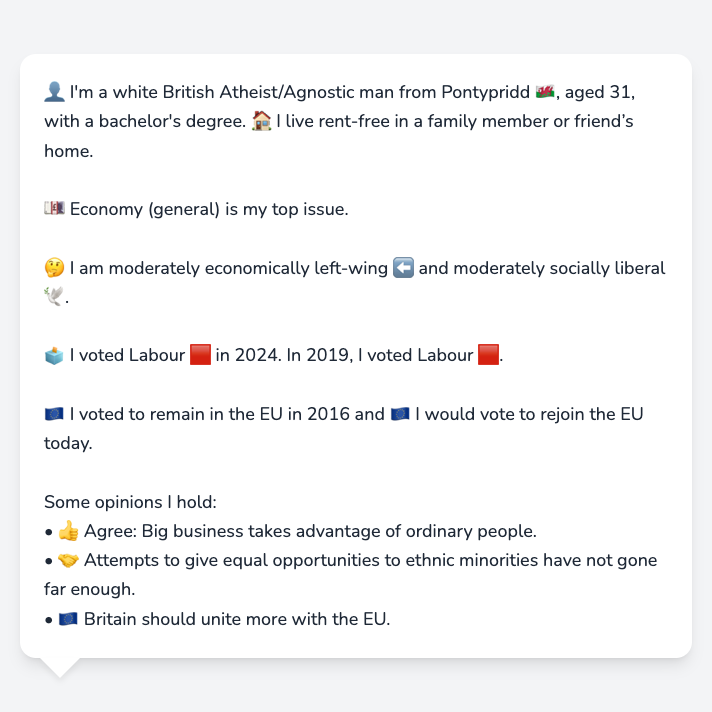 👤 I'm a white British Atheist/Agnostic man from Pontypridd 🏴󠁧󠁢󠁷󠁬󠁳󠁿, aged 31,
with a bachelor's degree. 🏠 I live rent-free in a family member or friend's
home.
💷 Economy (general) is my top issue.
🤔 I am moderately economically left-wing ⬅️ and moderately socially liberal
🕊️.
🗳️ I voted Labour 🟥 in 2024. In 2019, I voted Labour 🟥.
🇪🇺 I voted to remain in the EU in 2016 and 🇪🇺 I would vote to rejoin the EU
today.
Some opinions I hold:
• 👍 Agree: Big business takes advantage of ordinary people.
• 🤝 Attempts to give equal opportunities to ethnic minorities have not gone
far enough.
• 🇪🇺 Britain should unite more with the EU.